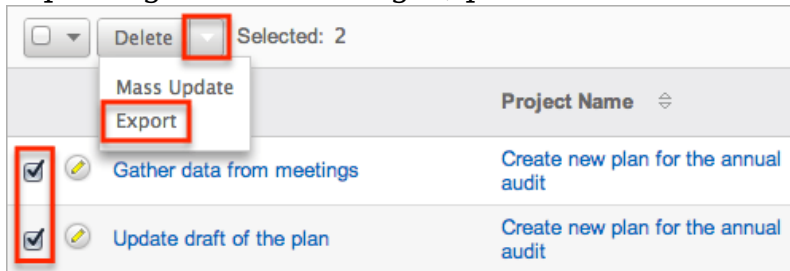 Delete Selected: 2
Mass Update
Export
Project Name
Gather data from meetings
Create new plan for the annual
audit
Update draft of the plan
Create new plan for the annual
audit